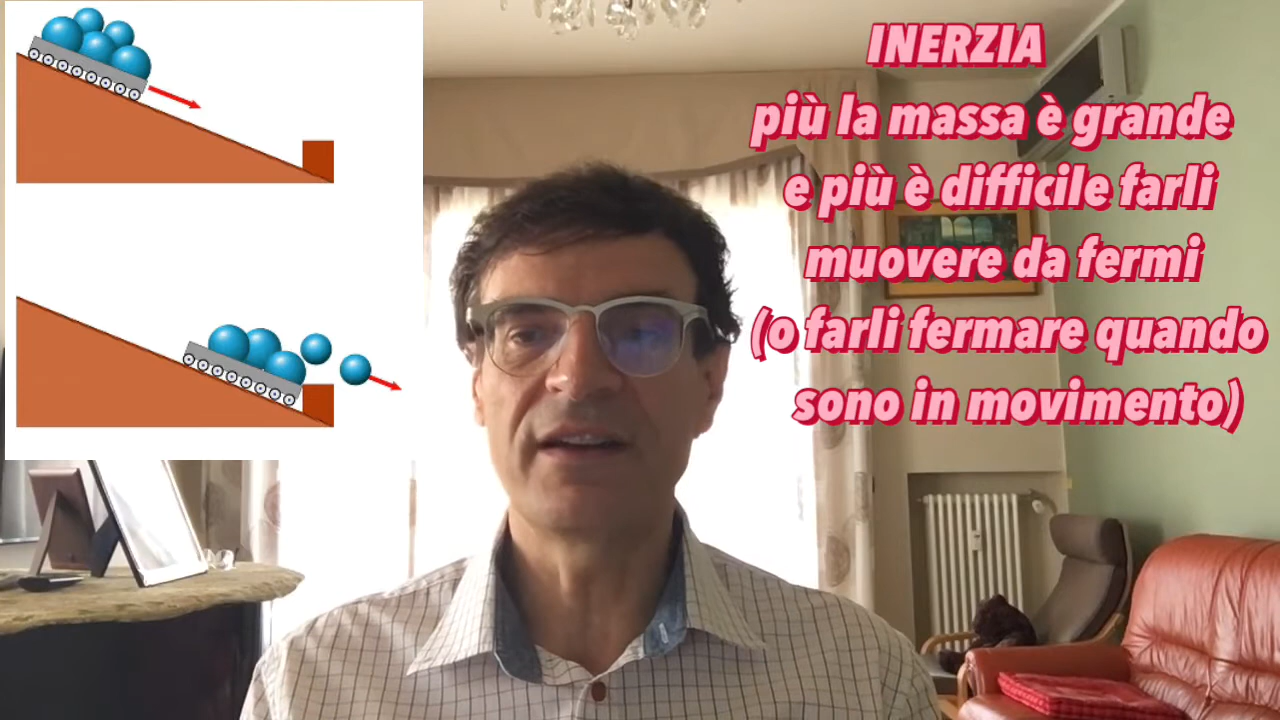 INERZIA
più la massa è grande
e più è difficile farli
muovere da fermi
(o farli fermare quando
sono in movimento)